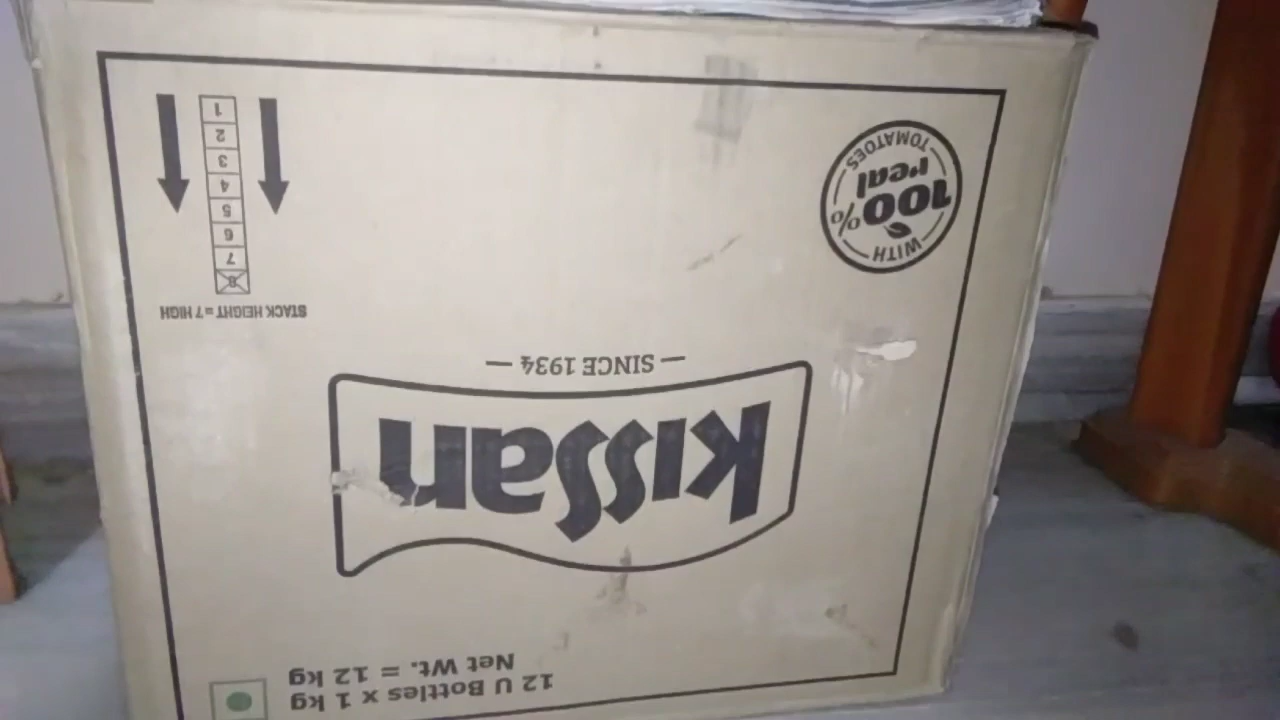 12 U Bottles x 1 kg
Net Wt. = 12 kg
Kissan
— SINCE 1934 —
STACK HEIGHT = 7 HIGH
8
7
6
5
4
3
2
1
WITH
100%
real
TOMATOES